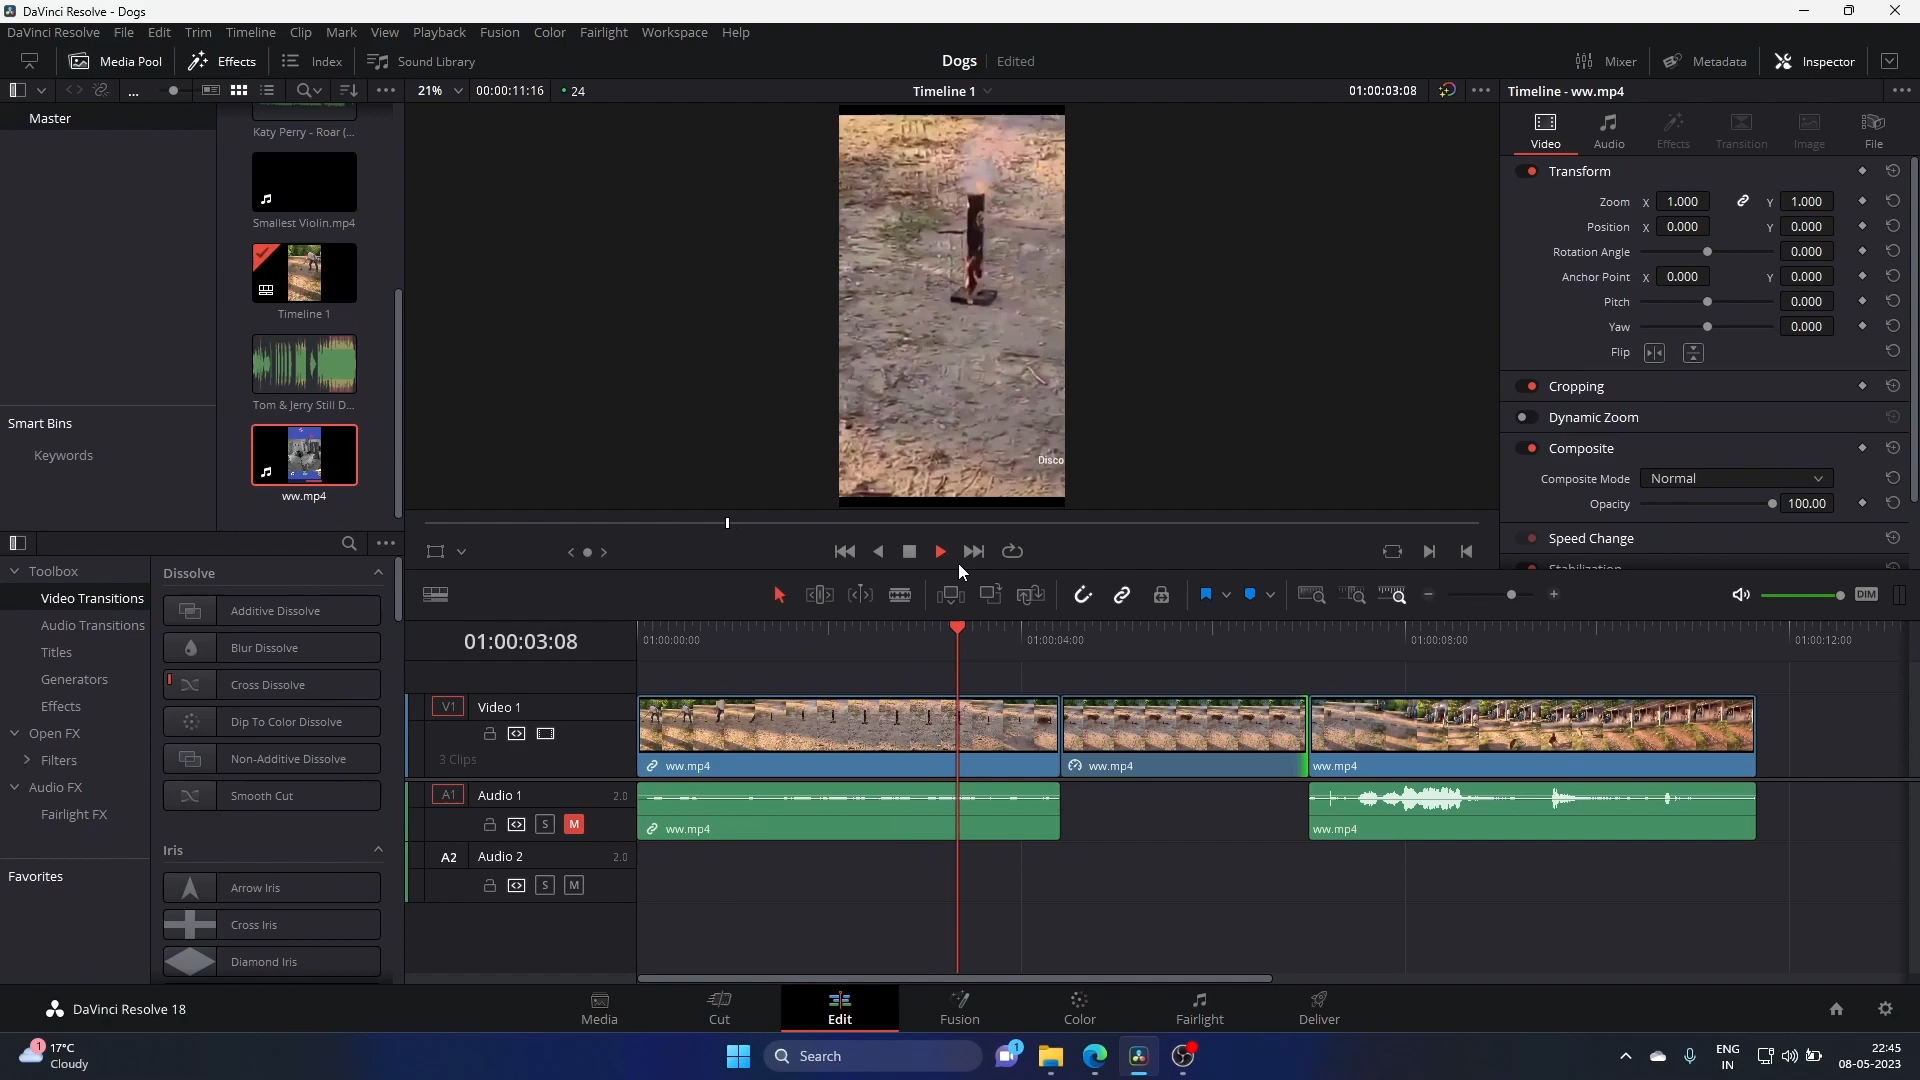 DaVinci Resolve - Dogs
DaVinci Resolve File Edit Trim Timeline Clip Mark View Playback Fusion Color Fairlight Workspace Help
Media Pool Effects Index Sound Library Dogs Edited Mixer Metadata Inspector
21% 00:00:11:16 24 Timeline 1 01:00:03:08 Timeline - ww.mp4
Master
Katy Perry - Roar (...
Smallest Violin.mp4
Timeline 1
Tom & Jerry Still D...
ww.mp4
Smart Bins
Keywords
Disco
Video Audio Effects Transition Image File
Transform
Zoom X 1.000 Y 1.000
Position X 0.000 Y 0.000
Rotation Angle 0.000
Anchor Point X 0.000 Y 0.000
Pitch 0.000
Yaw 0.000
Flip
Cropping
Dynamic Zoom
Composite
Composite Mode Normal
Opacity 100.00
Speed Change
Stabilization
Toolbox
Video Transitions
Audio Transitions
Titles
Generators
Effects
Open FX
Filters
Audio FX
Fairlight FX
Favorites
Dissolve
Additive Dissolve
Blur Dissolve
Cross Dissolve
Dip To Color Dissolve
Non-Additive Dissolve
Smooth Cut
Iris
Arrow Iris
Cross Iris
Diamond Iris
DIM
01:00:03:08 01:00:00:00 01:00:04:00 01:00:08:00 01:00:12:00
V1 Video 1
3 Clips
ww.mp4 ww.mp4 ww.mp4
A1 Audio 1 2.0
S M
ww.mp4 ww.mp4
A2 Audio 2 2.0
S M
DaVinci Resolve 18
Media Cut Edit Fusion Color Fairlight Deliver
1 17°C
Cloudy
Search
1
ENG
IN
22:45
08-05-2023